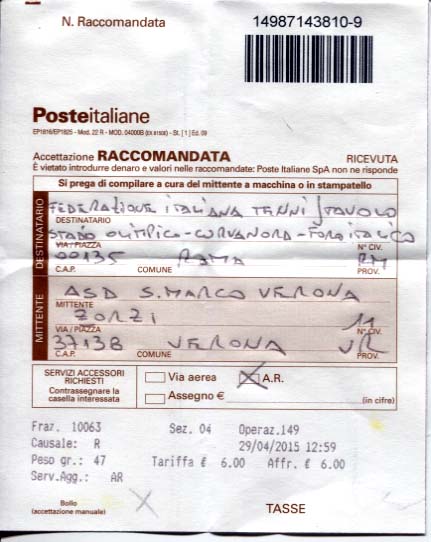 N. Raccomandata
14987143810-9
Posteitaliane
EP1816/EP1825 - Mod. 22 R - MOD. 04000B (EX 8150E) - St. [1] Ed. 09
Accettazione RACCOMANDATA RICEVUTA
È vietato introdurre denaro e valori nelle raccomandate: Poste Italiane SpA non ne risponde
Si prega di compilare a cura del mittente a macchina o in stampatello
DESTINATARIO
FEDERAZIONE ITALIANA TENNISTAVOLO
DESTINATARIO
STADIO OLIMPICO - CURVANORD - FORO ITALICO
VIA / PIAZZA N° CIV.
00135 ROMA RM
C.A.P. COMUNE PROV.
MITTENTE
ASD S. MARCO VERONA
MITTENTE
ZORZI 11
VIA / PIAZZA N° CIV.
37138 VERONA VR
C.A.P. COMUNE PROV.
SERVIZI ACCESSORI RICHIESTI
Contrassegnare la casella interessata
Via aerea X A.R.
Assegno € (in cifre)
Fraz. 10063 Sez. 04 Operaz.149
Causale: R 29/04/2015 12:59
Peso gr.: 47 Tariffa € 6.00 Affr. € 6.00
Serv.Agg.: AR
Bollo X
(accettazione manuale) TASSE